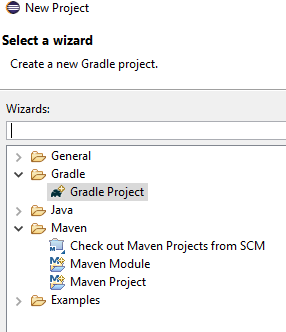 New Project
Select a wizard
Create a new Gradle project.
Wizards:
General
Gradle
Gradle Project
Java
Maven
Check out Maven Projects from SCM
Maven Module
Maven Project
Examples